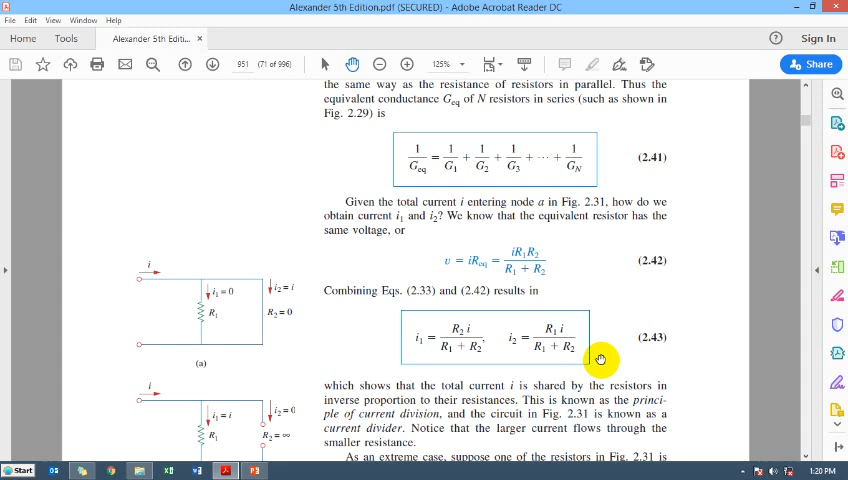 Alexander 5th Edition.pdf (SECURED) - Adobe Acrobat Reader DC
File Edit View Window Help
Home Tools Alexander 5th Editi... × Sign In
951 (71 of 996) 125% Share
the same way as the resistance of resistors in parallel. Thus the
equivalent conductance Geq of N resistors in series (such as shown in
Fig. 2.29) is
1/Geq = 1/G1 + 1/G2 + 1/G3 + ··· + 1/GN (2.41)
Given the total current i entering node a in Fig. 2.31, how do we
obtain current i1 and i2? We know that the equivalent resistor has the
same voltage, or
v = iReq = iR1R2 / R1 + R2 (2.42)
Combining Eqs. (2.33) and (2.42) results in
i1 = R2 i / R1 + R2, i2 = R1 i / R1 + R2 (2.43)
which shows that the total current i is shared by the resistors in
inverse proportion to their resistances. This is known as the princi-
ple of current division, and the circuit in Fig. 2.31 is known as a
current divider. Notice that the larger current flows through the
smaller resistance.
As an extreme case, suppose one of the resistors in Fig. 2.31 is
i
i1 = 0 i2 = i
R1 R2 = 0
(a)
i
i1 = i i2 = 0
R1 R2 = ∞
Start 1:20 PM